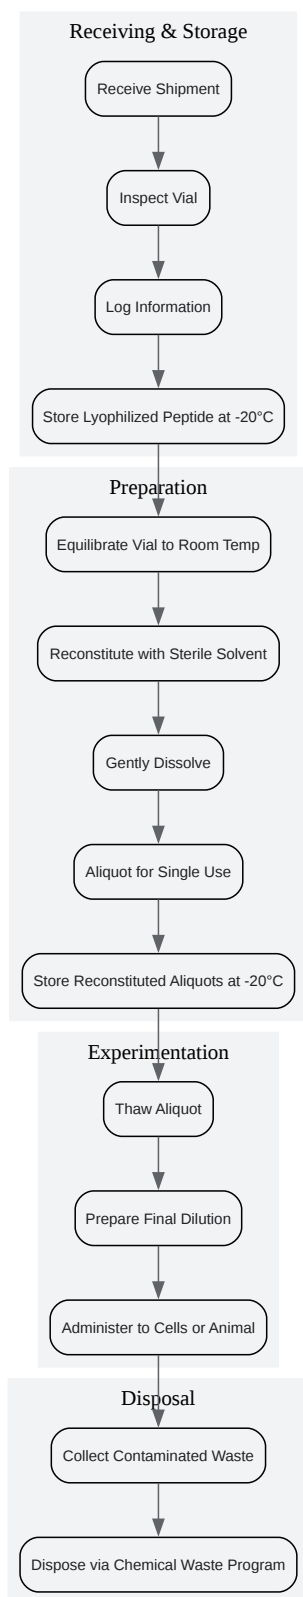 Receiving & Storage
Receive Shipment
Inspect Vial
Log Information
Store Lyophilized Peptide at -20°C
Preparation
Equilibrate Vial to Room Temp
Reconstitute with Sterile Solvent
Gently Dissolve
Aliquot for Single Use
Store Reconstituted Aliquots at -20°C
Experimentation
Thaw Aliquot
Prepare Final Dilution
Administer to Cells or Animal
Disposal
Collect Contaminated Waste
Dispose via Chemical Waste Program